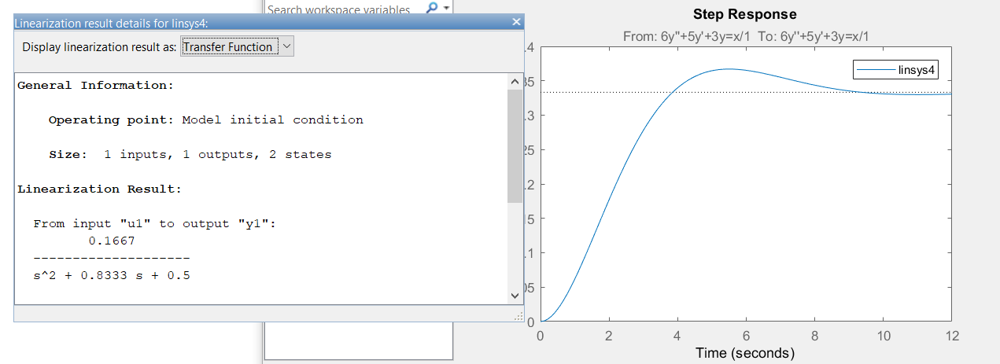 Search workspace variables
Linearization result details for linsys4:
Display linearization result as: Transfer Function
General Information:
Operating point: Model initial condition
Size: 1 inputs, 1 outputs, 2 states
Linearization Result:
From input "u1" to output "y1":
0.1667
--------------------
s^2 + 0.8333 s + 0.5
Step Response
From: 6y''+5y'+3y=x/1 To: 6y''+5y'+3y=x/1
linsys4
.4
35
.3
25
.2
15
.1
05
0
0 2 4 6 8 10 12
Time (seconds)